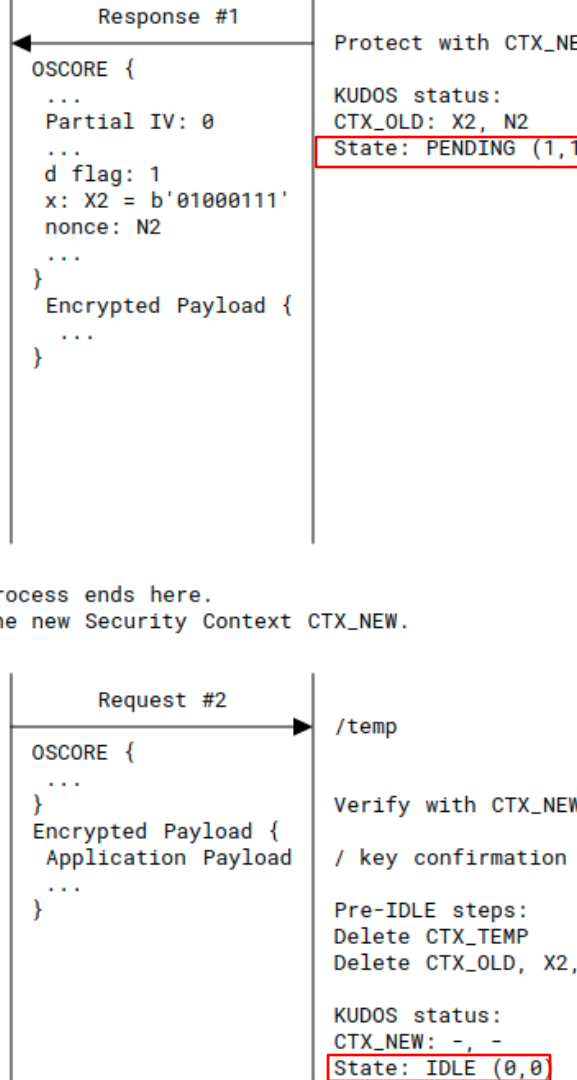 Response #1
Protect with CTX_NE
OSCORE {
...
Partial IV: 0
...
d flag: 1
x: X2 = b'01000111'
nonce: N2
...
}
Encrypted Payload {
...
}
KUDOS status:
CTX_OLD: X2, N2
State: PENDING (1,1
rocess ends here.
he new Security Context CTX_NEW.
Request #2
/temp
OSCORE {
...
}
Encrypted Payload {
Application Payload
...
}
Verify with CTX_NEW
/ key confirmation
Pre-IDLE steps:
Delete CTX_TEMP
Delete CTX_OLD, X2,
KUDOS status:
CTX_NEW: -, -
State: IDLE (0,0)